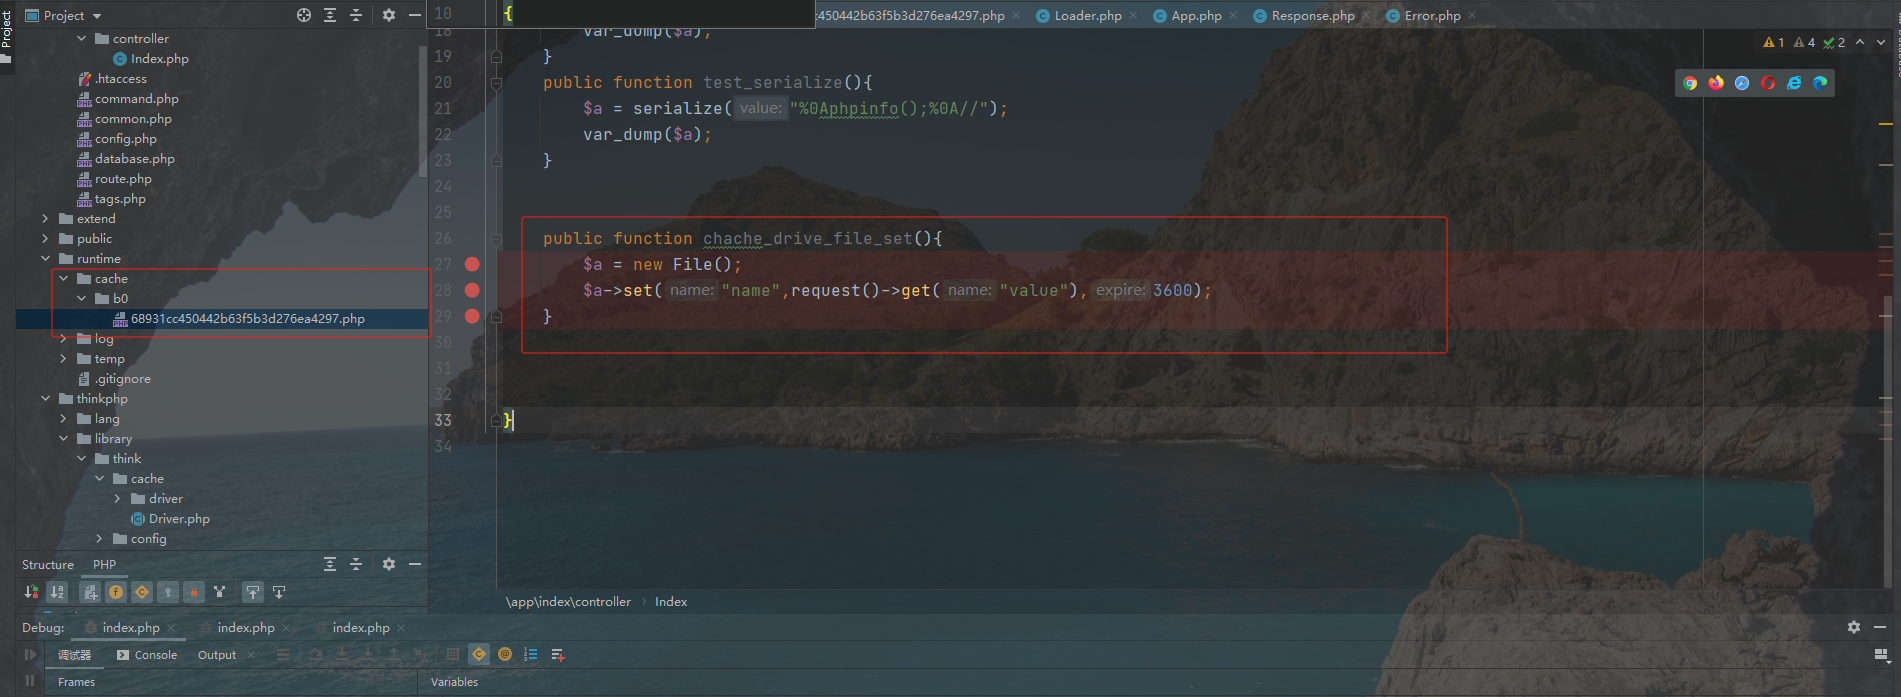 Project
Project
controller
Index.php
.htaccess
command.php
common.php
config.php
database.php
route.php
tags.php
extend
public
runtime
cache
b0
68931cc450442b63f5b3d276ea4297.php
log
temp
.gitignore
thinkphp
lang
library
think
cache
driver
Driver.php
config
Structure
PHP
10 {
c450442b63f5b3d276ea4297.php
Loader.php
App.php
Response.php
Error.php
1 4 2
18 var_dump($a);
19 }
20 public function test_serialize(){
21 $a = serialize( value: "%0Aphpinfo();%0A//");
22 var_dump($a);
23 }
24
25
26 public function chache_drive_file_set(){
27 $a = new File();
28 $a->set( name: "name",request()->get( name: "value"), expire: 3600);
29 }
30
31
32
33 }
34
\app\index\controller › Index
Debug: index.php index.php index.php
调试器 Console Output
Frames
Variables